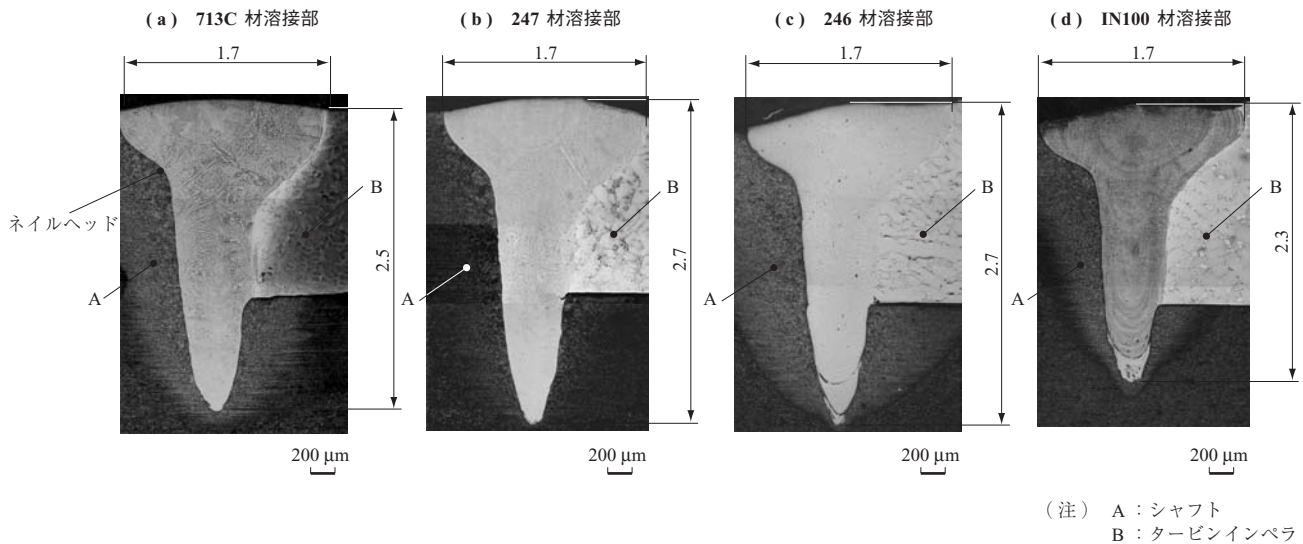 ( a ) 713C 材溶接部
1.7
ネイルヘッド
A
B
2.5
200 μm
( b ) 247 材溶接部
1.7
A
B
2.7
200 μm
( c ) 246 材溶接部
1.7
A
B
2.7
200 μm
( d ) IN100 材溶接部
1.7
A
B
2.3
200 μm
( 注 ) A ：シャフト
B ：タービンインペラ